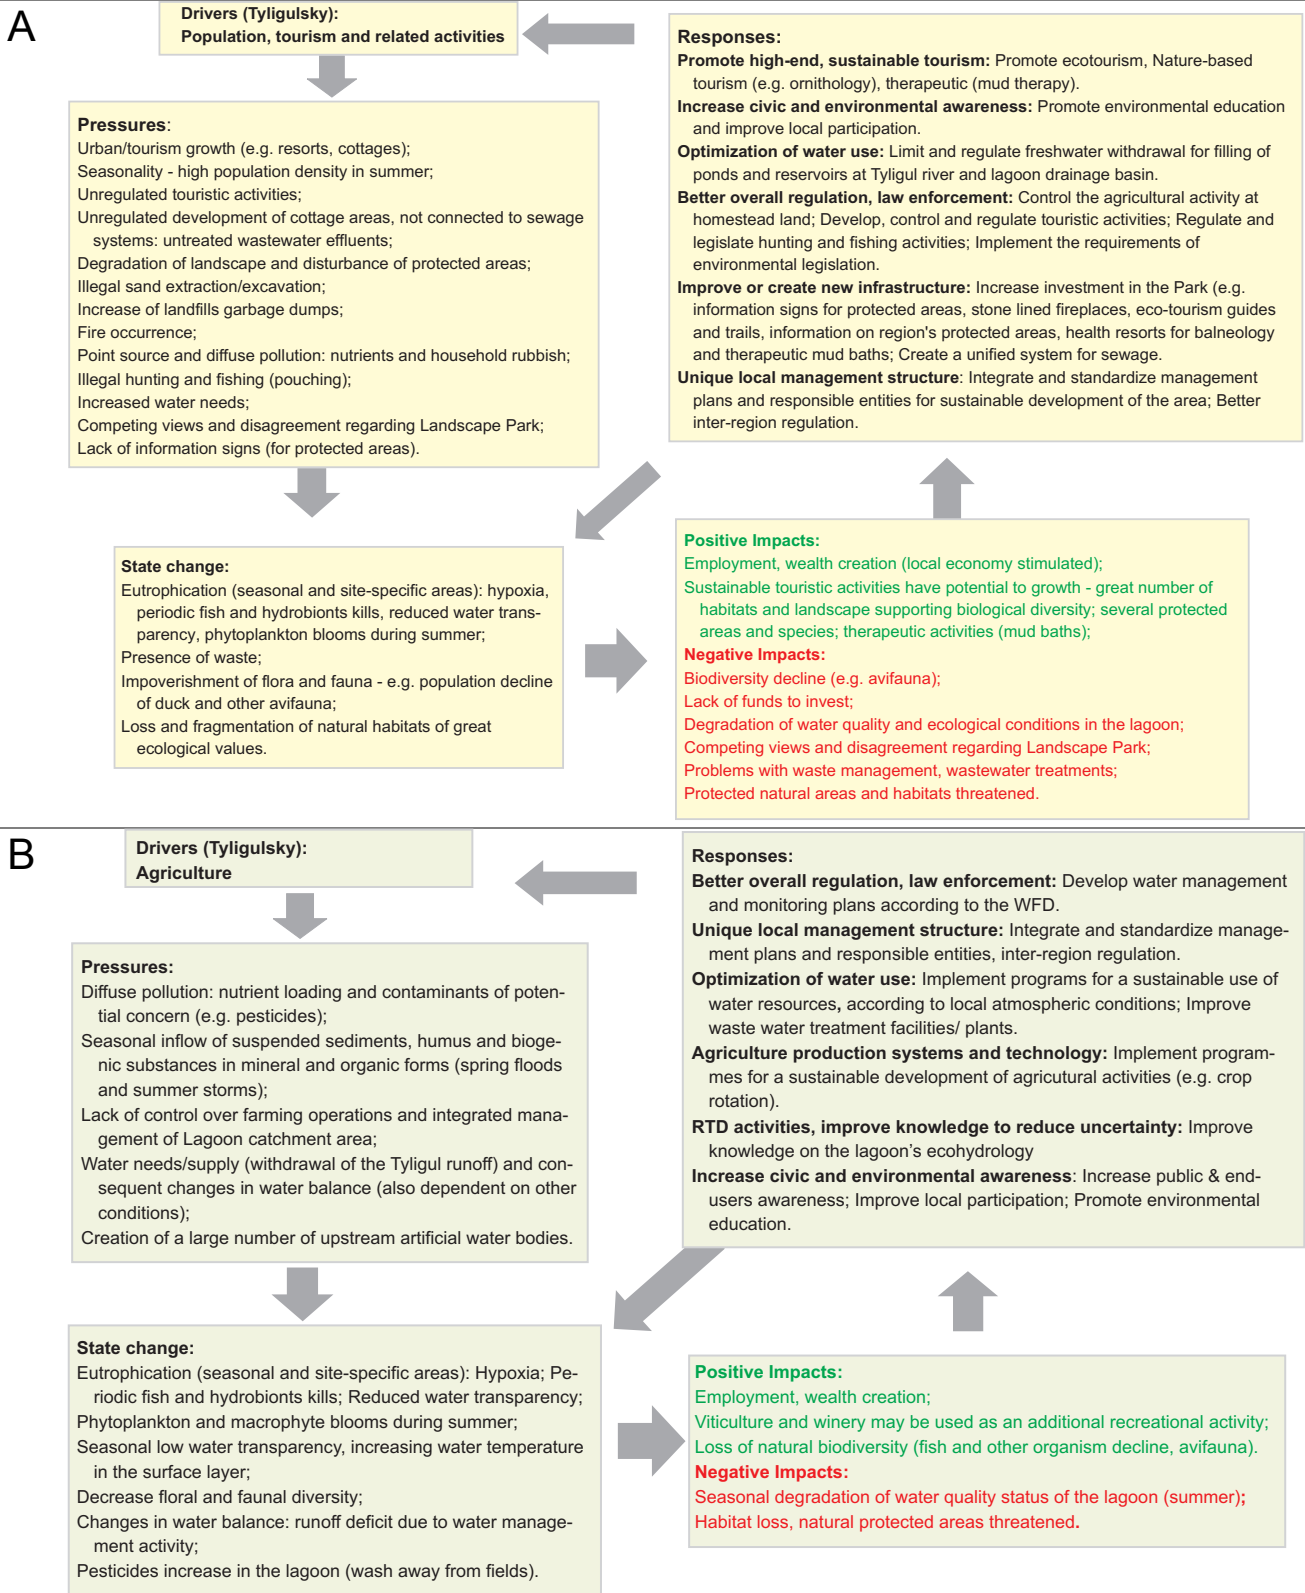 A
Drivers (Tyligulsky):
Population, tourism and related activities
Pressures:
Urban/tourism growth (e.g. resorts, cottages);
Seasonality - high population density in summer;
Unregulated touristic activities;
Unregulated development of cottage areas, not connected to sewage
systems: untreated wastewater effluents;
Degradation of landscape and disturbance of protected areas;
Illegal sand extraction/excavation;
Increase of landfills garbage dumps;
Fire occurrence;
Point source and diffuse pollution: nutrients and household rubbish;
Illegal hunting and fishing (pouching);
Increased water needs;
Competing views and disagreement regarding Landscape Park;
Lack of information signs (for protected areas).
Responses:
Promote high-end, sustainable tourism: Promote ecotourism, Nature-based
tourism (e.g. ornithology), therapeutic (mud therapy).
Increase civic and environmental awareness: Promote environmental education
and improve local participation.
Optimization of water use: Limit and regulate freshwater withdrawal for filling of
ponds and reservoirs at Tyligul river and lagoon drainage basin.
Better overall regulation, law enforcement: Control the agricultural activity at
homestead land; Develop, control and regulate touristic activities; Regulate and
legislate hunting and fishing activities; Implement the requirements of
environmental legislation.
Improve or create new infrastructure: Increase investment in the Park (e.g.
information signs for protected areas, stone lined fireplaces, eco-tourism guides
and trails, information on region's protected areas, health resorts for balneology
and therapeutic mud baths; Create a unified system for sewage.
Unique local management structure: Integrate and standardize management
plans and responsible entities for sustainable development of the area; Better
inter-region regulation.
State change:
Eutrophication (seasonal and site-specific areas): hypoxia,
periodic fish and hydrobionts kills, reduced water trans-
parency, phytoplankton blooms during summer;
Presence of waste;
Impoverishment of flora and fauna - e.g. population decline
of duck and other avifauna;
Loss and fragmentation of natural habitats of great
ecological values.
Positive Impacts:
Employment, wealth creation (local economy stimulated);
Sustainable touristic activities have potential to growth - great number of
habitats and landscape supporting biological diversity; several protected
areas and species; therapeutic activities (mud baths);
Negative Impacts:
Biodiversity decline (e.g. avifauna);
Lack of funds to invest;
Degradation of water quality and ecological conditions in the lagoon;
Competing views and disagreement regarding Landscape Park;
Problems with waste management, wastewater treatments;
Protected natural areas and habitats threatened.
B
Drivers (Tyligulsky):
Agriculture
Pressures:
Diffuse pollution: nutrient loading and contaminants of poten-
tial concern (e.g. pesticides);
Seasonal inflow of suspended sediments, humus and bioge-
nic substances in mineral and organic forms (spring floods
and summer storms);
Lack of control over farming operations and integrated mana-
gement of Lagoon catchment area;
Water needs/supply (withdrawal of the Tyligul runoff) and con-
sequent changes in water balance (also dependent on other
conditions);
Creation of a large number of upstream artificial water bodies.
Responses:
Better overall regulation, law enforcement: Develop water management
and monitoring plans according to the WFD.
Unique local management structure: Integrate and standardize manage-
ment plans and responsible entities, inter-region regulation.
Optimization of water use: Implement programs for a sustainable use of
water resources, according to local atmospheric conditions; Improve
waste water treatment facilities/ plants.
Agriculture production systems and technology: Implement program-
mes for a sustainable development of agricutural activities (e.g. crop
rotation).
RTD activities, improve knowledge to reduce uncertainty: Improve
knowledge on the lagoon's ecohydrology
Increase civic and environmental awareness: Increase public & end-
users awareness; Improve local participation; Promote environmental
education.
State change:
Eutrophication (seasonal and site-specific areas): Hypoxia; Pe-
riodic fish and hydrobionts kills; Reduced water transparency;
Phytoplankton and macrophyte blooms during summer;
Seasonal low water transparency, increasing water temperature
in the surface layer;
Decrease floral and faunal diversity;
Changes in water balance: runoff deficit due to water manage-
ment activity;
Pesticides increase in the lagoon (wash away from fields).
Positive Impacts:
Employment, wealth creation;
Viticulture and winery may be used as an additional recreational activity;
Loss of natural biodiversity (fish and other organism decline, avifauna).
Negative Impacts:
Seasonal degradation of water quality status of the lagoon (summer);
Habitat loss, natural protected areas threatened.